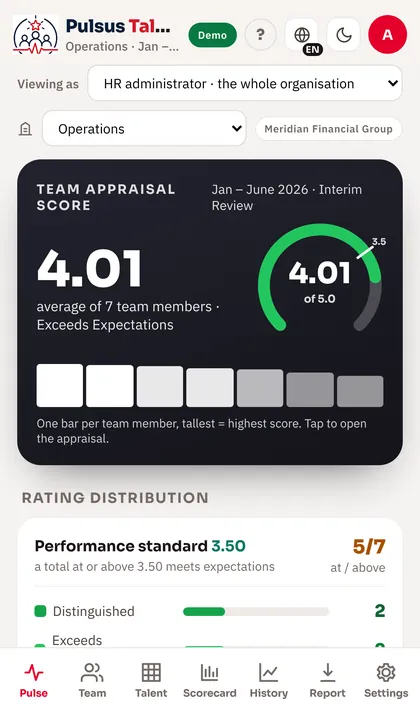 Pulsus Tal...
Operations · Jan –...
Demo
?
EN
A
Viewing as
HR administrator · the whole organisation
Operations
Meridian Financial Group
TEAM APPRAISAL
SCORE
Jan – June 2026 · Interim
Review
4.01
average of 7 team members ·
Exceeds Expectations
3.5
4.01
of 5.0
One bar per team member, tallest = highest score. Tap to open
the appraisal.
RATING DISTRIBUTION
Performance standard 3.50
5/7
a total at or above 3.50 meets expectations
at / above
Distinguished
2
Exceeds
Pulse
Team
Talent
Scorecard
History
Report
Settings